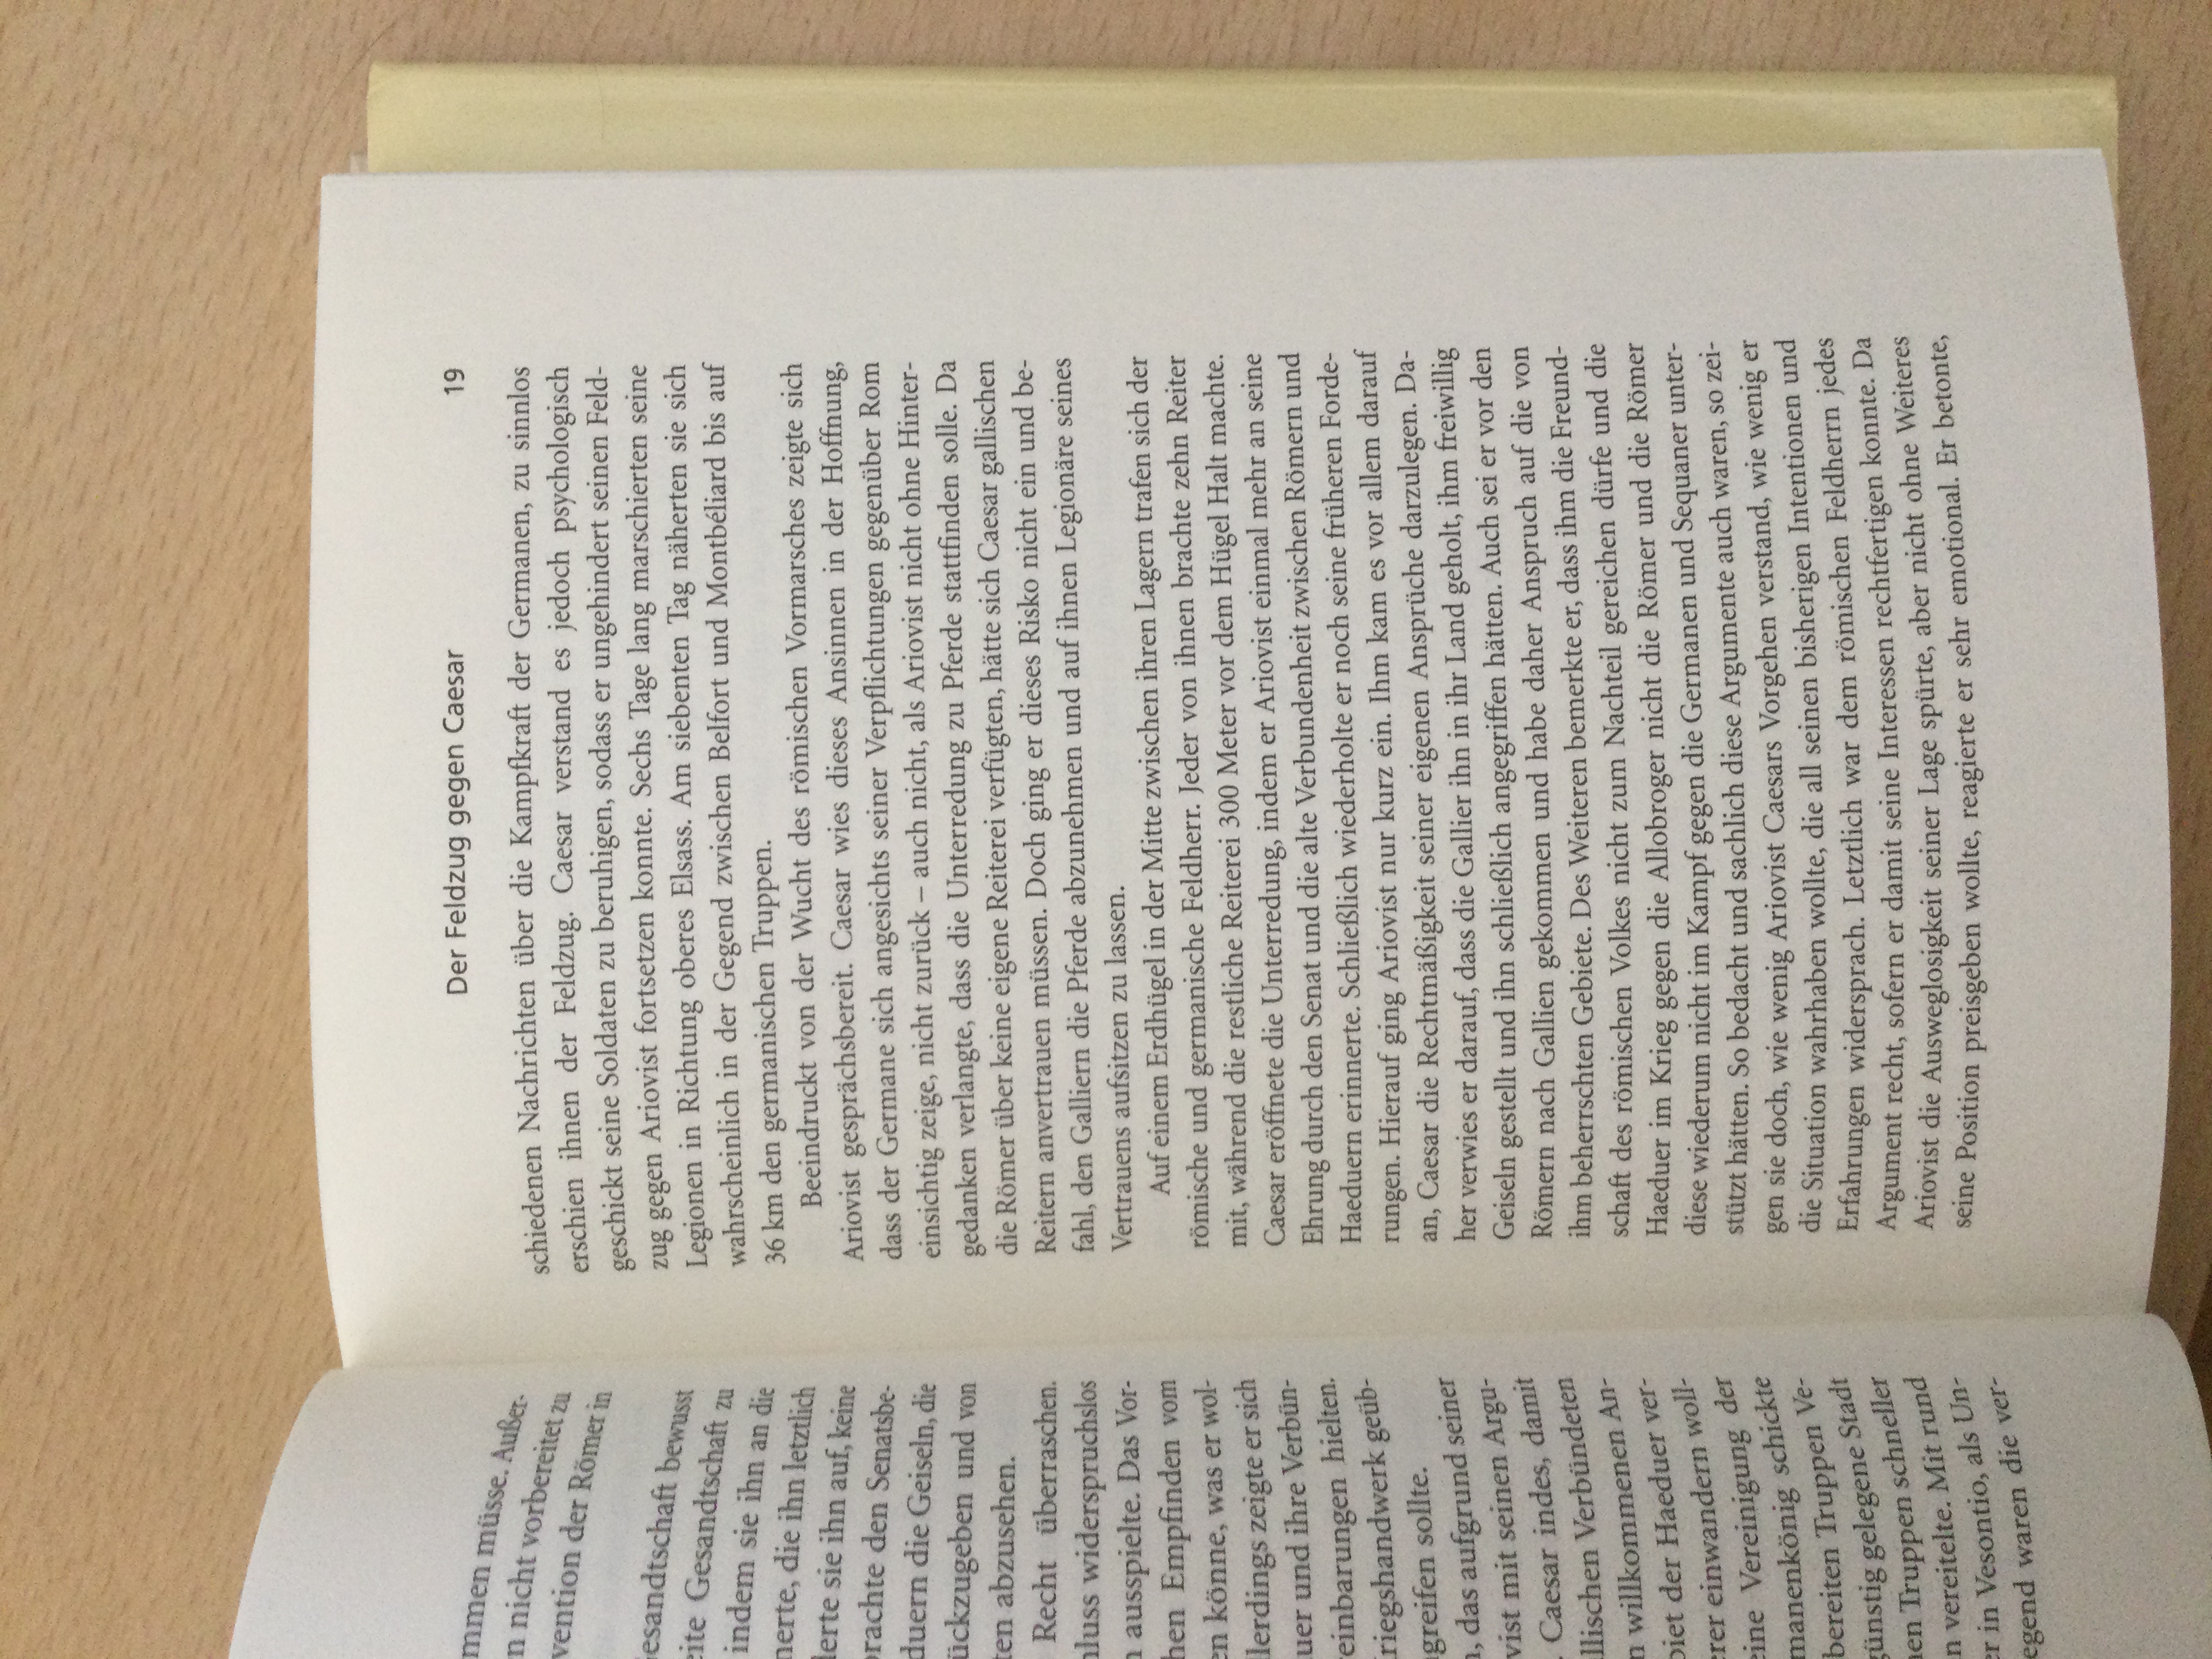 mmen müsse. Außer-
n nicht vorbereitet zu
vention der Römer in
esandtschaft bewusst
eite Gesandtschaft zu
indem sie ihn an die
nerte, die ihn letztlich
lerte sie ihn auf, keine
brachte den Senatsbe-
duern die Geiseln, die
ückzugeben und von
ten abzusehen.
Recht überraschen.
hluss widerspruchslos
n ausspielte. Das Vor-
hen Empfinden vom
en könne, was er wol-
llerdings zeigte er sich
uer und ihre Verbün-
reinbarungen hielten.
Kriegshandwerk geüb-
ngreifen sollte.
n, das aufgrund seiner
vist mit seinen Argu-
. Caesar indes, damit
llischen Verbündeten
n willkommenen An-
biet der Haeduer ver-
erer einwandern woll-
eine Vereinigung der
manenkönig schickte
bereiten Truppen Ve-
günstig gelegene Stadt
nen Truppen schneller
n vereitelte. Mit rund
er in Vesontio, als Un-
egend waren die ver-
Der Feldzug gegen Caesar 19
schiedenen Nachrichten über die Kampfkraft der Germanen, zu sinnlos
erschien ihnen der Feldzug. Caesar verstand es jedoch psychologisch
geschickt seine Soldaten zu beruhigen, sodass er ungehindert seinen Feld-
zug gegen Ariovist fortsetzen konnte. Sechs Tage lang marschierten seine
Legionen in Richtung oberes Elsass. Am siebenten Tag näherten sie sich
wahrscheinlich in der Gegend zwischen Belfort und Montbéliard bis auf
36 km den germanischen Truppen.
Beeindruckt von der Wucht des römischen Vormarsches zeigte sich
Ariovist gesprächsbereit. Caesar wies dieses Ansinnen in der Hoffnung,
dass der Germane sich angesichts seiner Verpflichtungen gegenüber Rom
einsichtig zeige, nicht zurück – auch nicht, als Ariovist nicht ohne Hinter-
gedanken verlangte, dass die Unterredung zu Pferde stattfinden solle. Da
die Römer über keine eigene Reiterei verfügten, hätte sich Caesar gallischen
Reitern anvertrauen müssen. Doch ging er dieses Risko nicht ein und be-
fahl, den Galliern die Pferde abzunehmen und auf ihnen Legionäre seines
Vertrauens aufsitzen zu lassen.
Auf einem Erdhügel in der Mitte zwischen ihren Lagern trafen sich der
römische und germanische Feldherr. Jeder von ihnen brachte zehn Reiter
mit, während die restliche Reiterei 300 Meter vor dem Hügel Halt machte.
Caesar eröffnete die Unterredung, indem er Ariovist einmal mehr an seine
Ehrung durch den Senat und die alte Verbundenheit zwischen Römern und
Haeduern erinnerte. Schließlich wiederholte er noch seine früheren Forde-
rungen. Hierauf ging Ariovist nur kurz ein. Ihm kam es vor allem darauf
an, Caesar die Rechtmäßigkeit seiner eigenen Ansprüche darzulegen. Da-
her verwies er darauf, dass die Gallier ihn in ihr Land geholt, ihm freiwillig
Geiseln gestellt und ihn schließlich angegriffen hätten. Auch sei er vor den
Römern nach Gallien gekommen und habe daher Anspruch auf die von
ihm beherrschten Gebiete. Des Weiteren bemerkte er, dass ihm die Freund-
schaft des römischen Volkes nicht zum Nachteil gereichen dürfe und die
Haeduer im Krieg gegen die Allobroger nicht die Römer und die Römer
diese wiederum nicht im Kampf gegen die Germanen und Sequaner unter-
stützt hätten. So bedacht und sachlich diese Argumente auch waren, so zei-
gen sie doch, wie wenig Ariovist Caesars Vorgehen verstand, wie wenig er
die Situation wahrhaben wollte, die all seinen bisherigen Intentionen und
Erfahrungen widersprach. Letztlich war dem römischen Feldherrn jedes
Argument recht, sofern er damit seine Interessen rechtfertigen konnte. Da
Ariovist die Ausweglosigkeit seiner Lage spürte, aber nicht ohne Weiteres
seine Position preisgeben wollte, reagierte er sehr emotional. Er betonte,